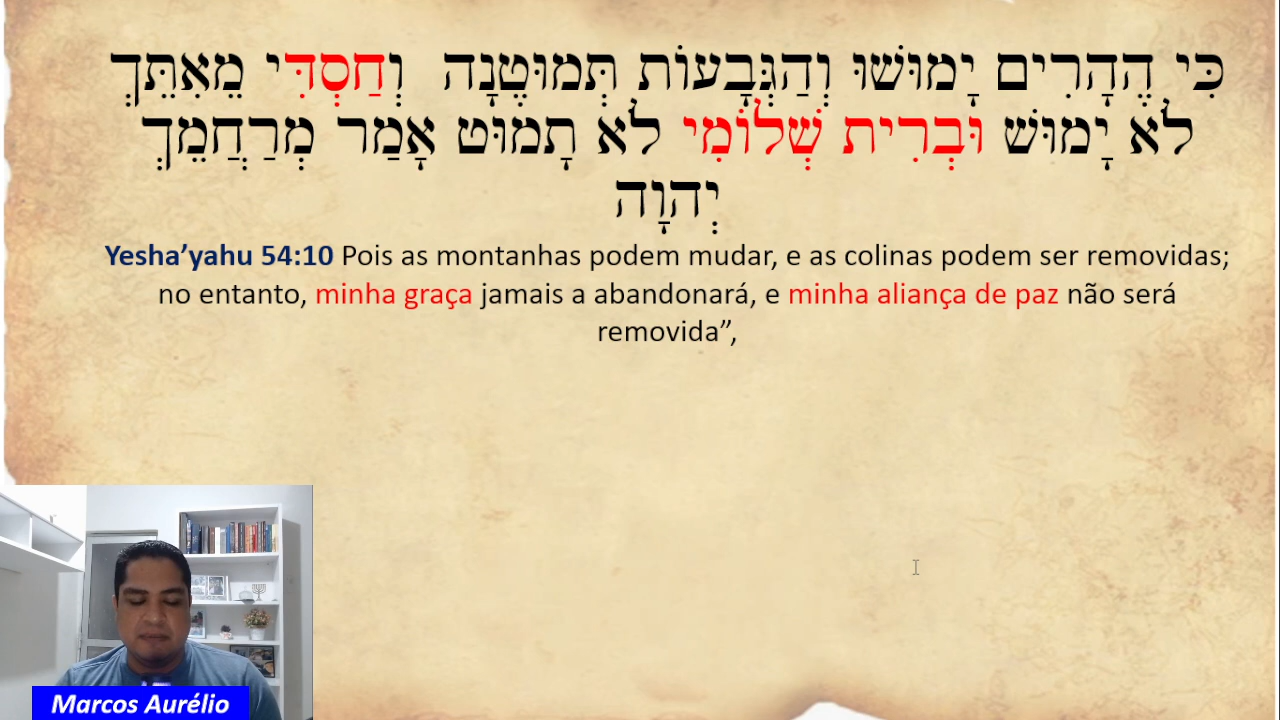 כִּי הֶהָרִים יָמוּשׁוּ וְהַגְּבָעוֹת תְּמוּטֶנָה וְחַסְדִּי מֵאִתֵּךְ
לֹא יָמוּשׁ וּבְרִית שְׁלוֹמִי לֹא תָמוּט אָמַר מְרַחֲמֵךְ
יְהוָה
Yesha’yahu 54:10 Pois as montanhas podem mudar, e as colinas podem ser removidas;
no entanto, minha graça jamais a abandonará, e minha aliança de paz não será
removida”,
Marcos Aurélio